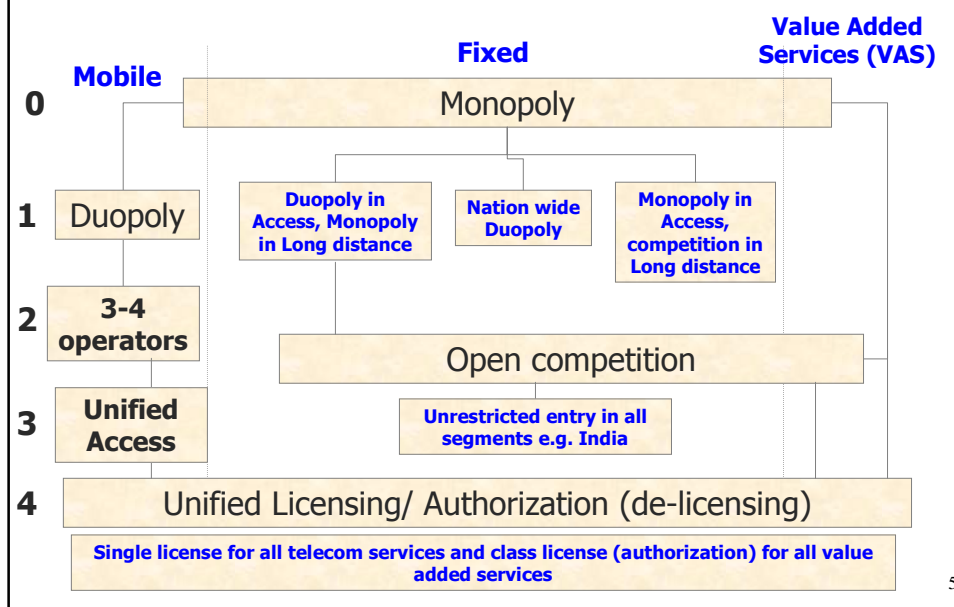 Value Added
Services (VAS)
Fixed
Mobile
0
Monopoly
1
Duopoly
Duopoly in
Access, Monopoly
in Long distance
Nation wide
Duopoly
Monopoly in
Access,
competition in
Long distance
2
3-4
operators
Open competition
3
Unified
Access
Unrestricted entry in all
segments e.g. India
4
Unified Licensing/ Authorization (de-licensing)
Single license for all telecom services and class license (authorization) for all value
added services
5